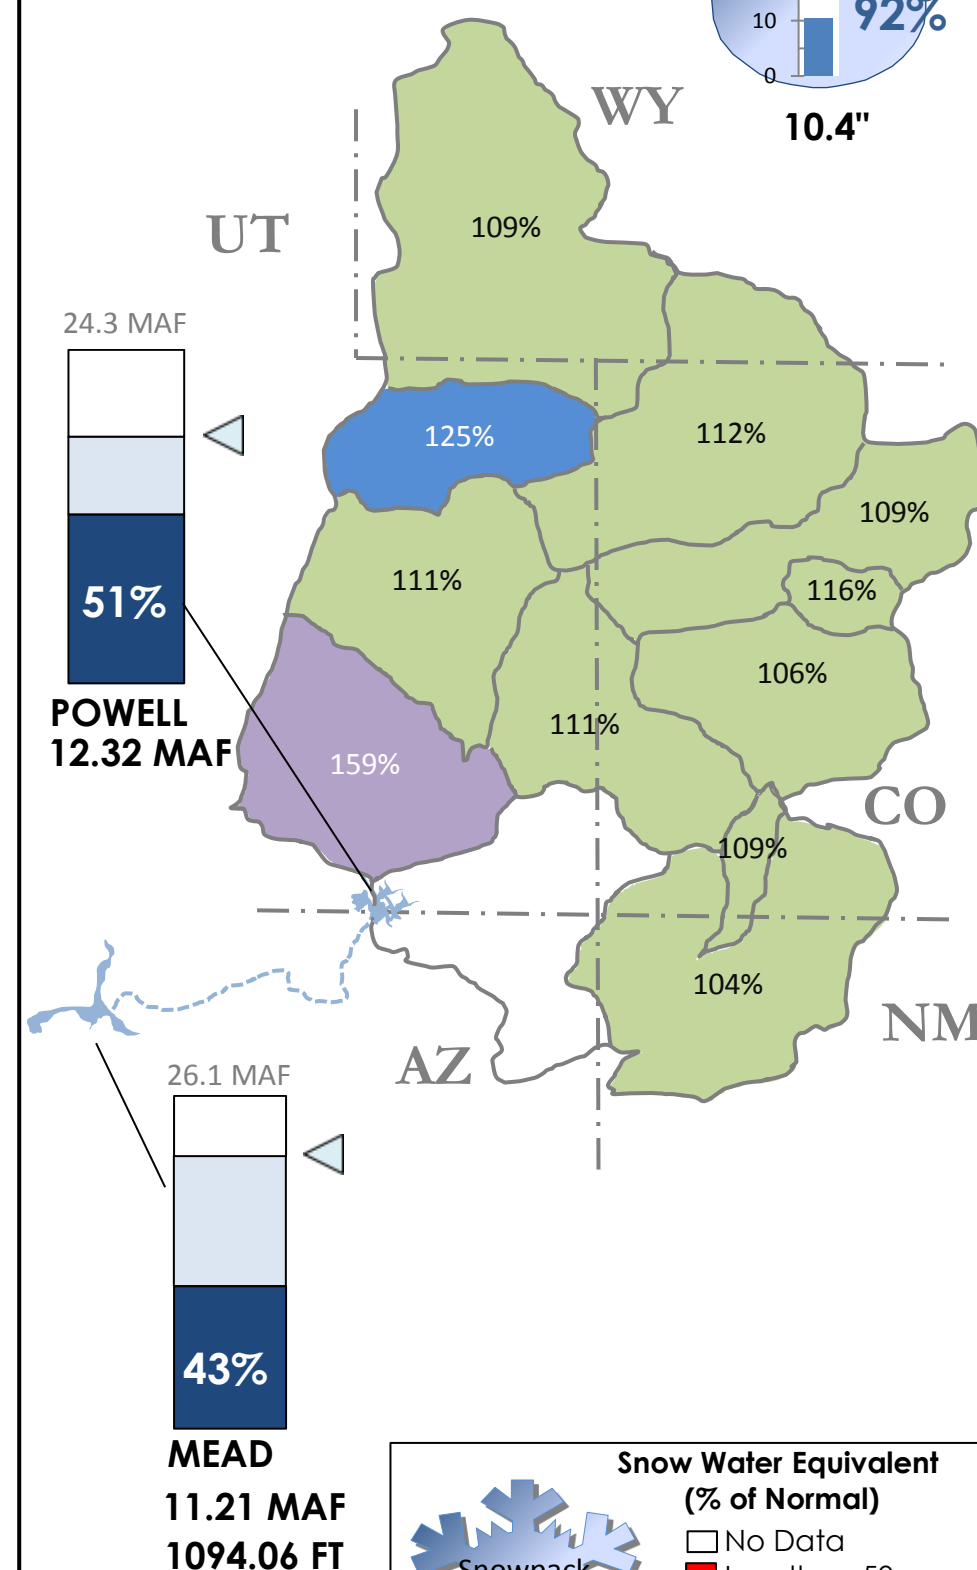 10
92%
0
10.4"
WY
UT
109%
24.3 MAF
125%
112%
109%
111%
116%
51%
106%
POWELL
12.32 MAF
111%
159%
CO
109%
104%
NM
AZ
26.1 MAF
43%
MEAD
11.21 MAF
1094.06 FT
Snow Water Equivalent
(% of Normal)
No Data
Snowpack